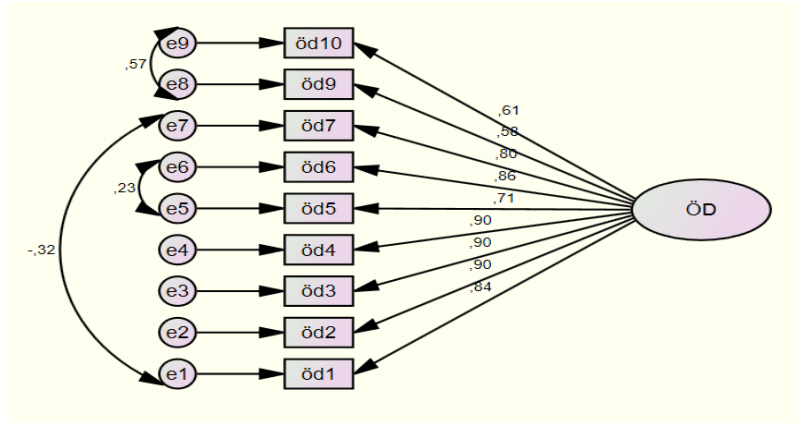 e9 öd10
,57
e8 öd9
,61
e7 öd7
,58
,80
e6 öd6
,86
,23
e5 öd5
,71
ÖD
e4 öd4
,90
-,32
,90
e3 öd3
,90
,84
e2 öd2
e1 öd1